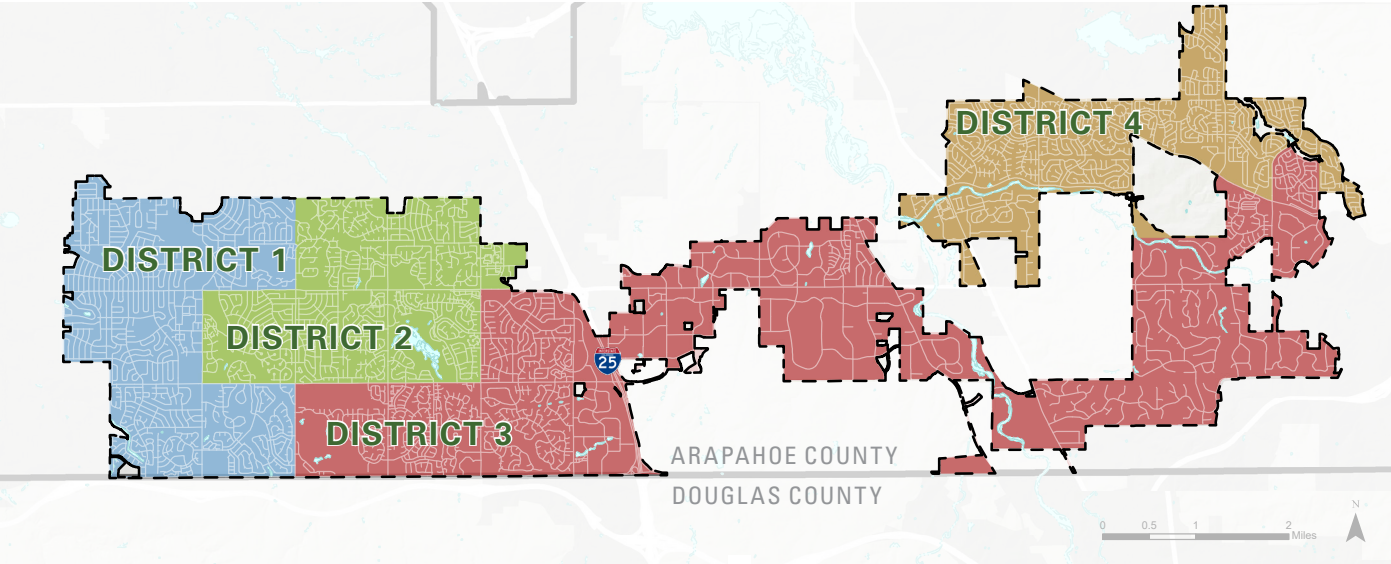 DISTRICT 4
DISTRICT 1
DISTRICT 2
25
DISTRICT 3
ARAPAHOE COUNTY
DOUGLAS COUNTY
N
0 0.5 1 2
Miles